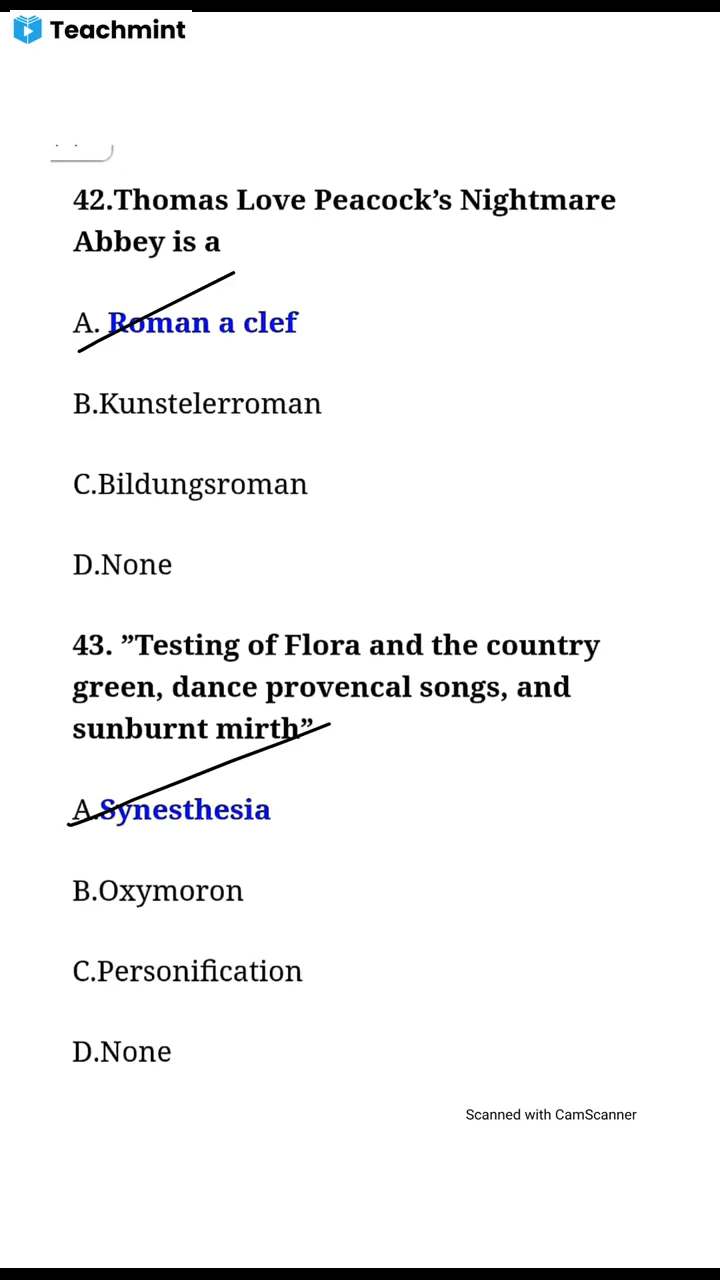 Teachmint
42.Thomas Love Peacock’s Nightmare
Abbey is a
A. Roman a clef
B.Kunstelerroman
C.Bildungsroman
D.None
43. ”Testing of Flora and the country
green, dance provencal songs, and
sunburnt mirth”
A.Synesthesia
B.Oxymoron
C.Personification
D.None
Scanned with CamScanner